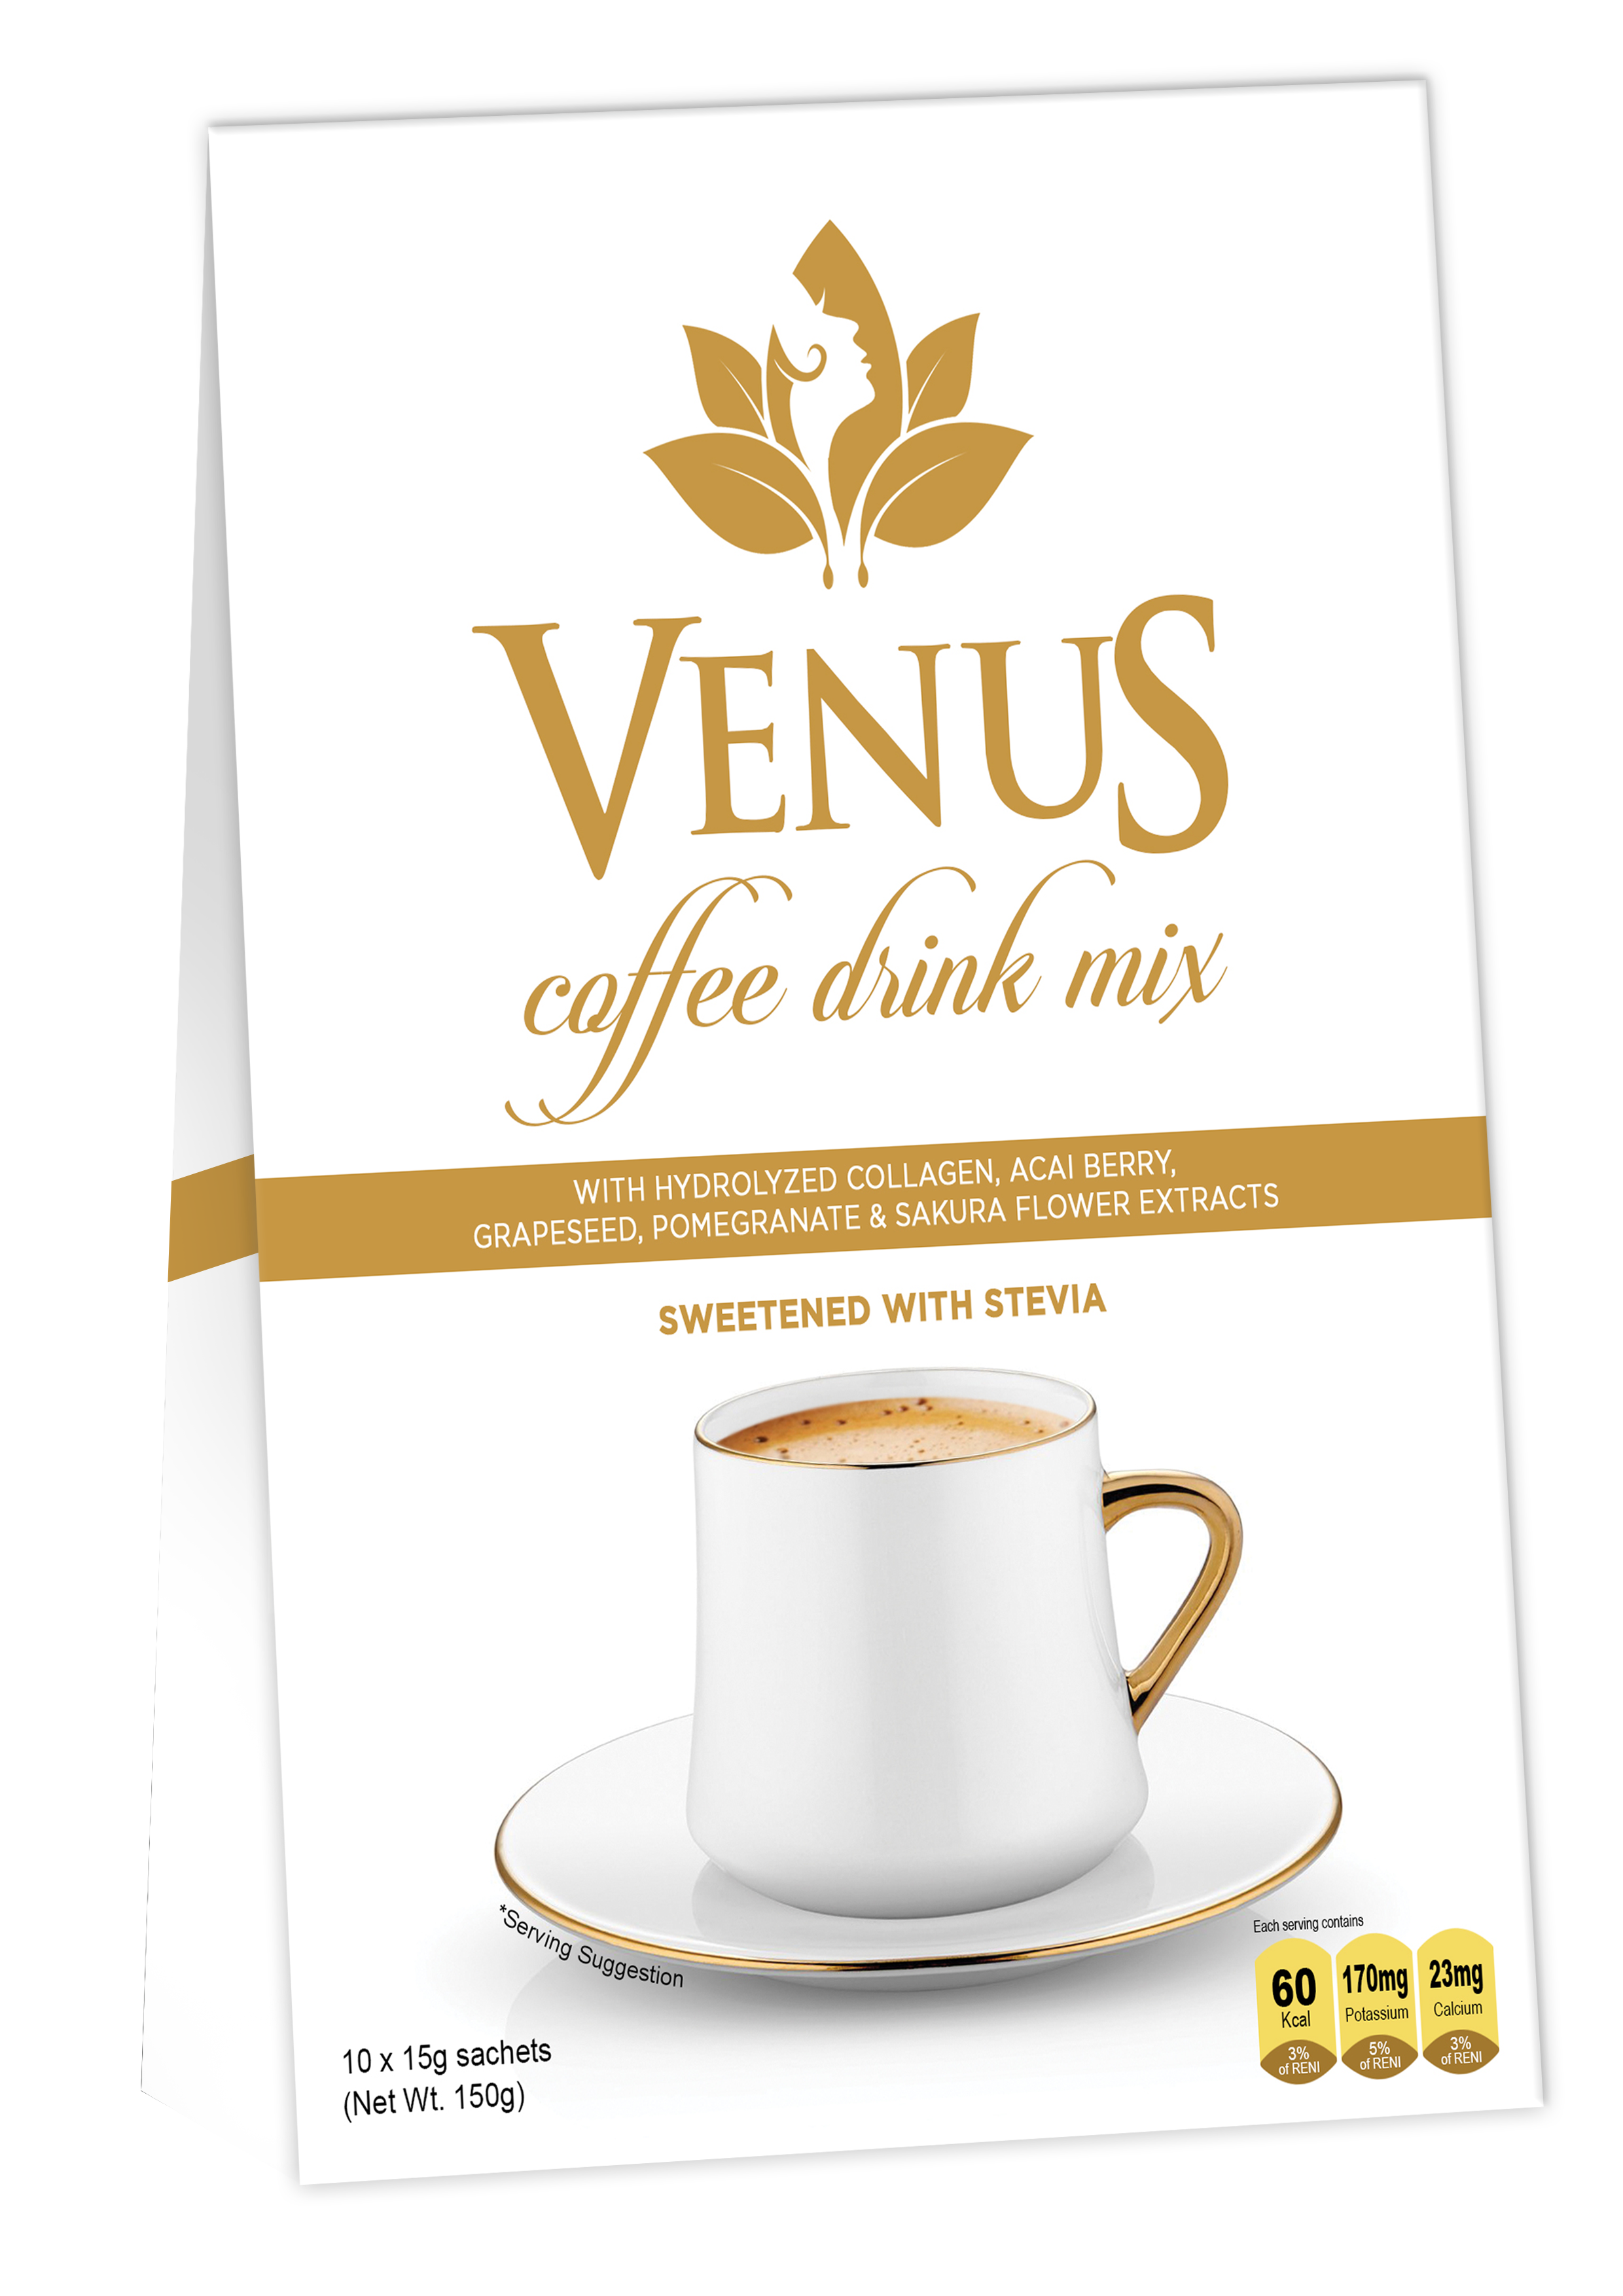 VENUS
coffee drink mix
WITH HYDROLYZED COLLAGEN, ACAI BERRY,
GRAPESEED, POMEGRANATE & SAKURA FLOWER EXTRACTS
SWEETENED WITH STEVIA
*Serving Suggestion
10 x 15g sachets
(Net Wt. 150g)
Each serving contains
60
Kcal
3%
of RENI
170mg
Potassium
5%
of RENI
23mg
Calcium
3%
of RENI